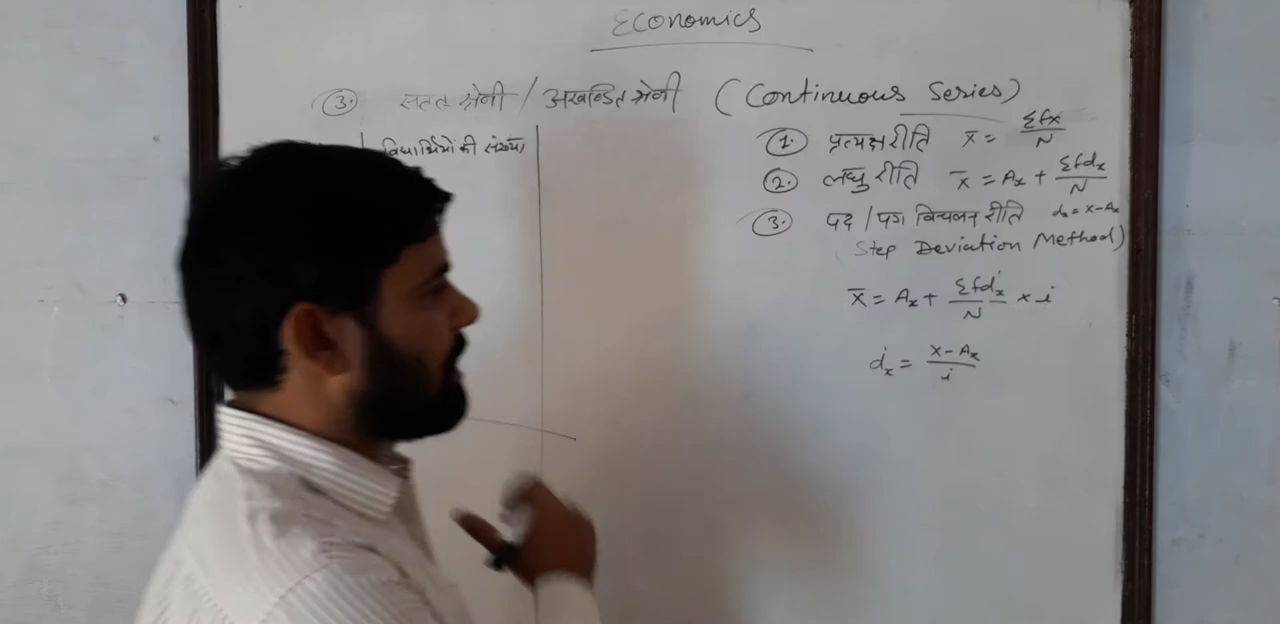 Economics
③. सतत श्रेणी / अखण्डित श्रेणी (Continuous Series)
विधार्थियों की संख्या
①. प्रत्यक्ष रीति x̄ = Σfx/N
②. लघु रीति x̄ = Aₓ + Σfdₓ/N
③. पद / पग विचलन रीति dₓ = x-Aₓ
(Step Deviation Method)
x̄ = Aₓ + Σfd'ₓ/N × i
d'ₓ = x-Aₓ/i